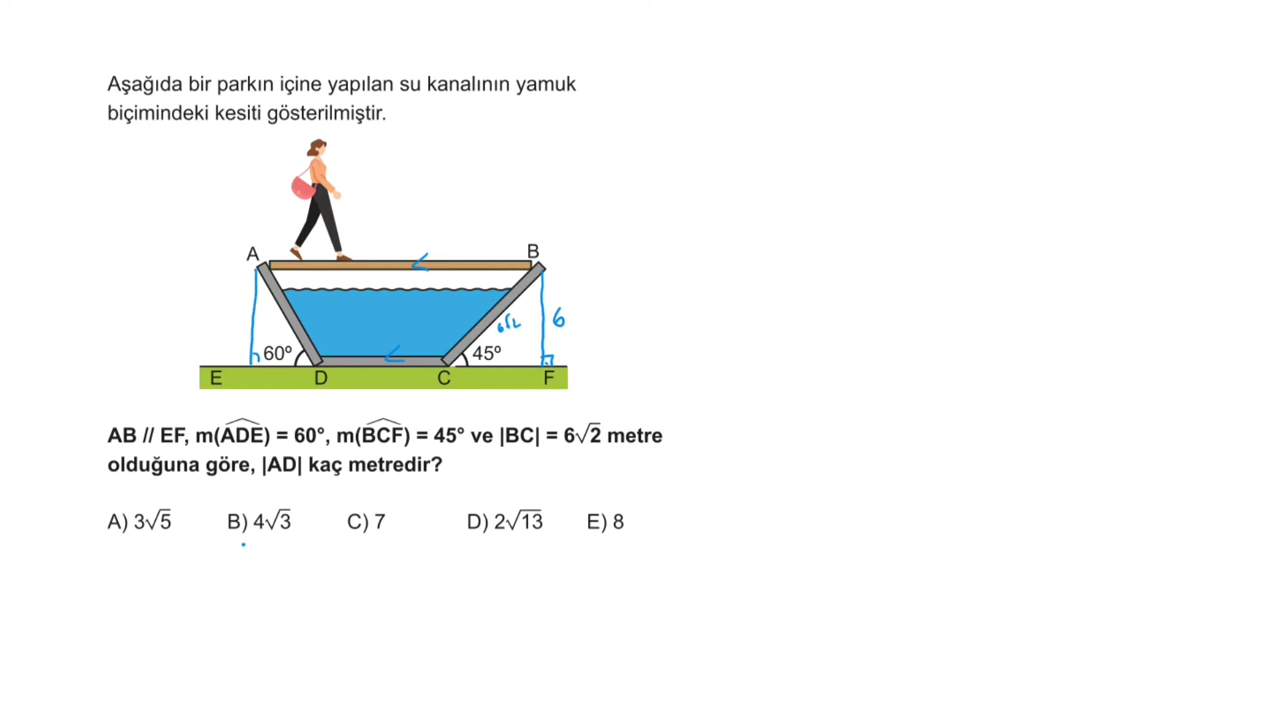 Aşağıda bir parkın içine yapılan su kanalının yamuk
biçimindeki kesiti gösterilmiştir.
A
B
6
6√2
60º
45º
E
D
C
F
AB // EF, m(ADE) = 60°, m(BCF) = 45° ve |BC| = 6√2 metre
olduğuna göre, |AD| kaç metredir?
A) 3√5 B) 4√3 C) 7 D) 2√13 E) 8